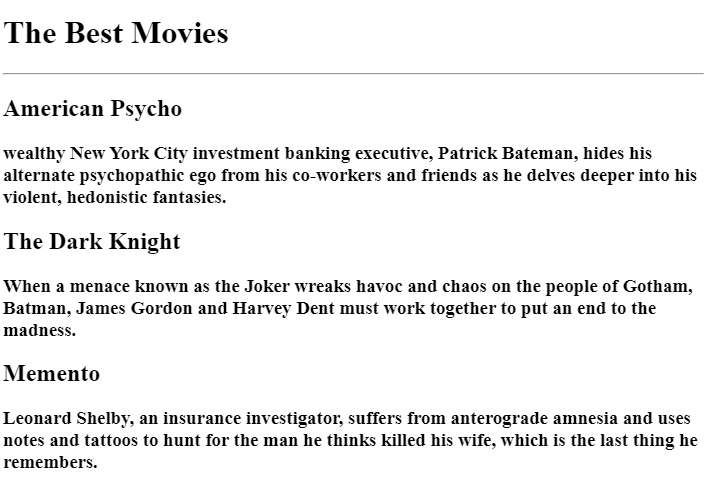 The Best Movies
American Psycho
wealthy New York City investment banking executive, Patrick Bateman, hides his
alternate psychopathic ego from his co-workers and friends as he delves deeper into his
violent, hedonistic fantasies.
The Dark Knight
When a menace known as the Joker wreaks havoc and chaos on the people of Gotham,
Batman, James Gordon and Harvey Dent must work together to put an end to the
madness.
Memento
Leonard Shelby, an insurance investigator, suffers from anterograde amnesia and uses
notes and tattoos to hunt for the man he thinks killed his wife, which is the last thing he
remembers.